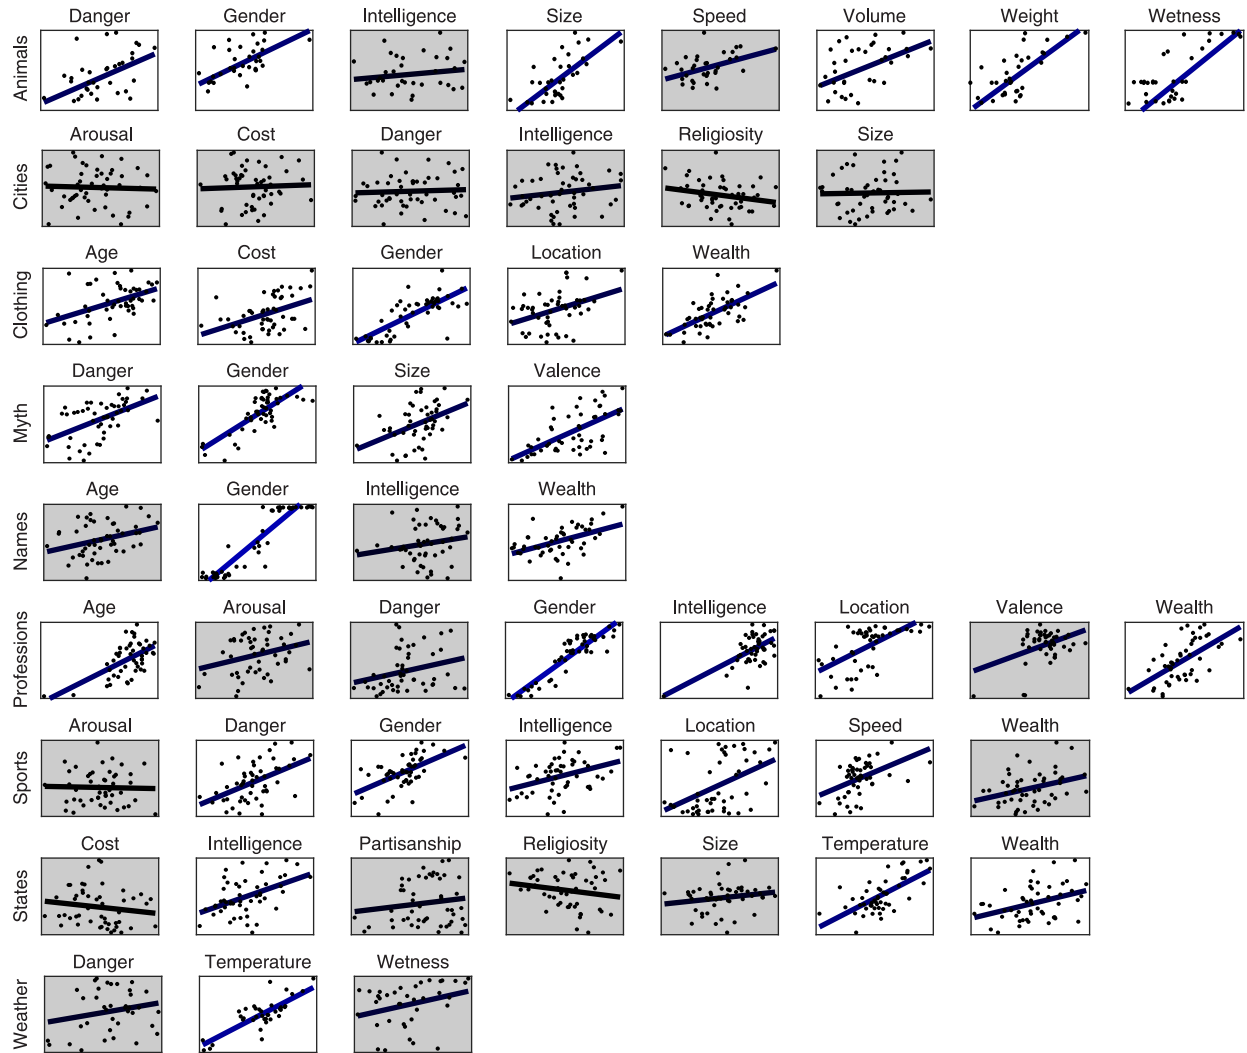 Danger Gender Intelligence Size Speed Volume Weight Wetness
Animals
Arousal Cost Danger Intelligence Religiosity Size
Cities
Age Cost Gender Location Wealth
Clothing
Danger Gender Size Valence
Myth
Age Gender Intelligence Wealth
Names
Age Arousal Danger Gender Intelligence Location Valence Wealth
Professions
Arousal Danger Gender Intelligence Location Speed Wealth
Sports
Cost Intelligence Partisanship Religiosity Size Temperature Wealth
States
Danger Temperature Wetness
Weather